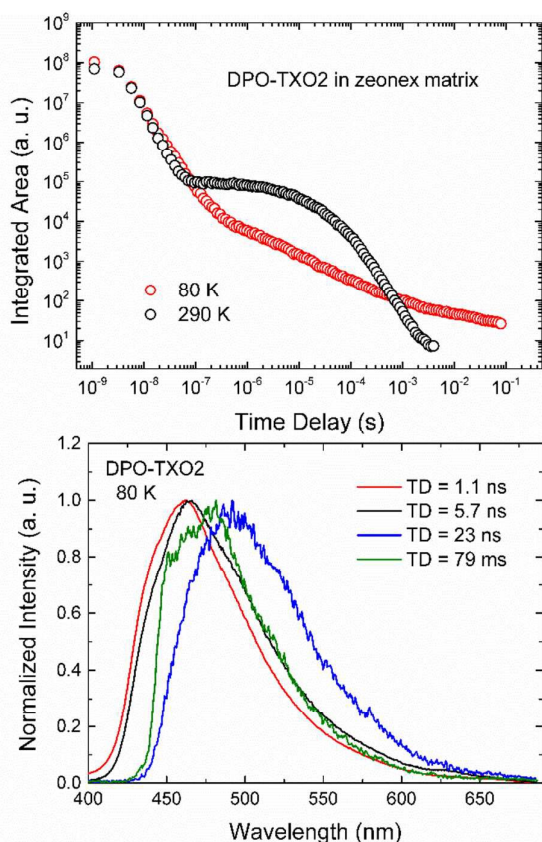 10⁹
10⁸
10⁷
10⁶
10⁵
10⁴
10³
10²
10¹
Integrated Area (a. u.)
DPO-TXO2 in zeonex matrix
80 K
290 K
10⁻⁹ 10⁻⁸ 10⁻⁷ 10⁻⁶ 10⁻⁵ 10⁻⁴ 10⁻³ 10⁻² 10⁻¹
Time Delay (s)
1.2
1.0
0.8
0.6
0.4
0.2
0.0
Normalized Intensity (a. u.)
DPO-TXO2
80 K
TD = 1.1 ns
TD = 5.7 ns
TD = 23 ns
TD = 79 ms
400 450 500 550 600 650
Wavelength (nm)